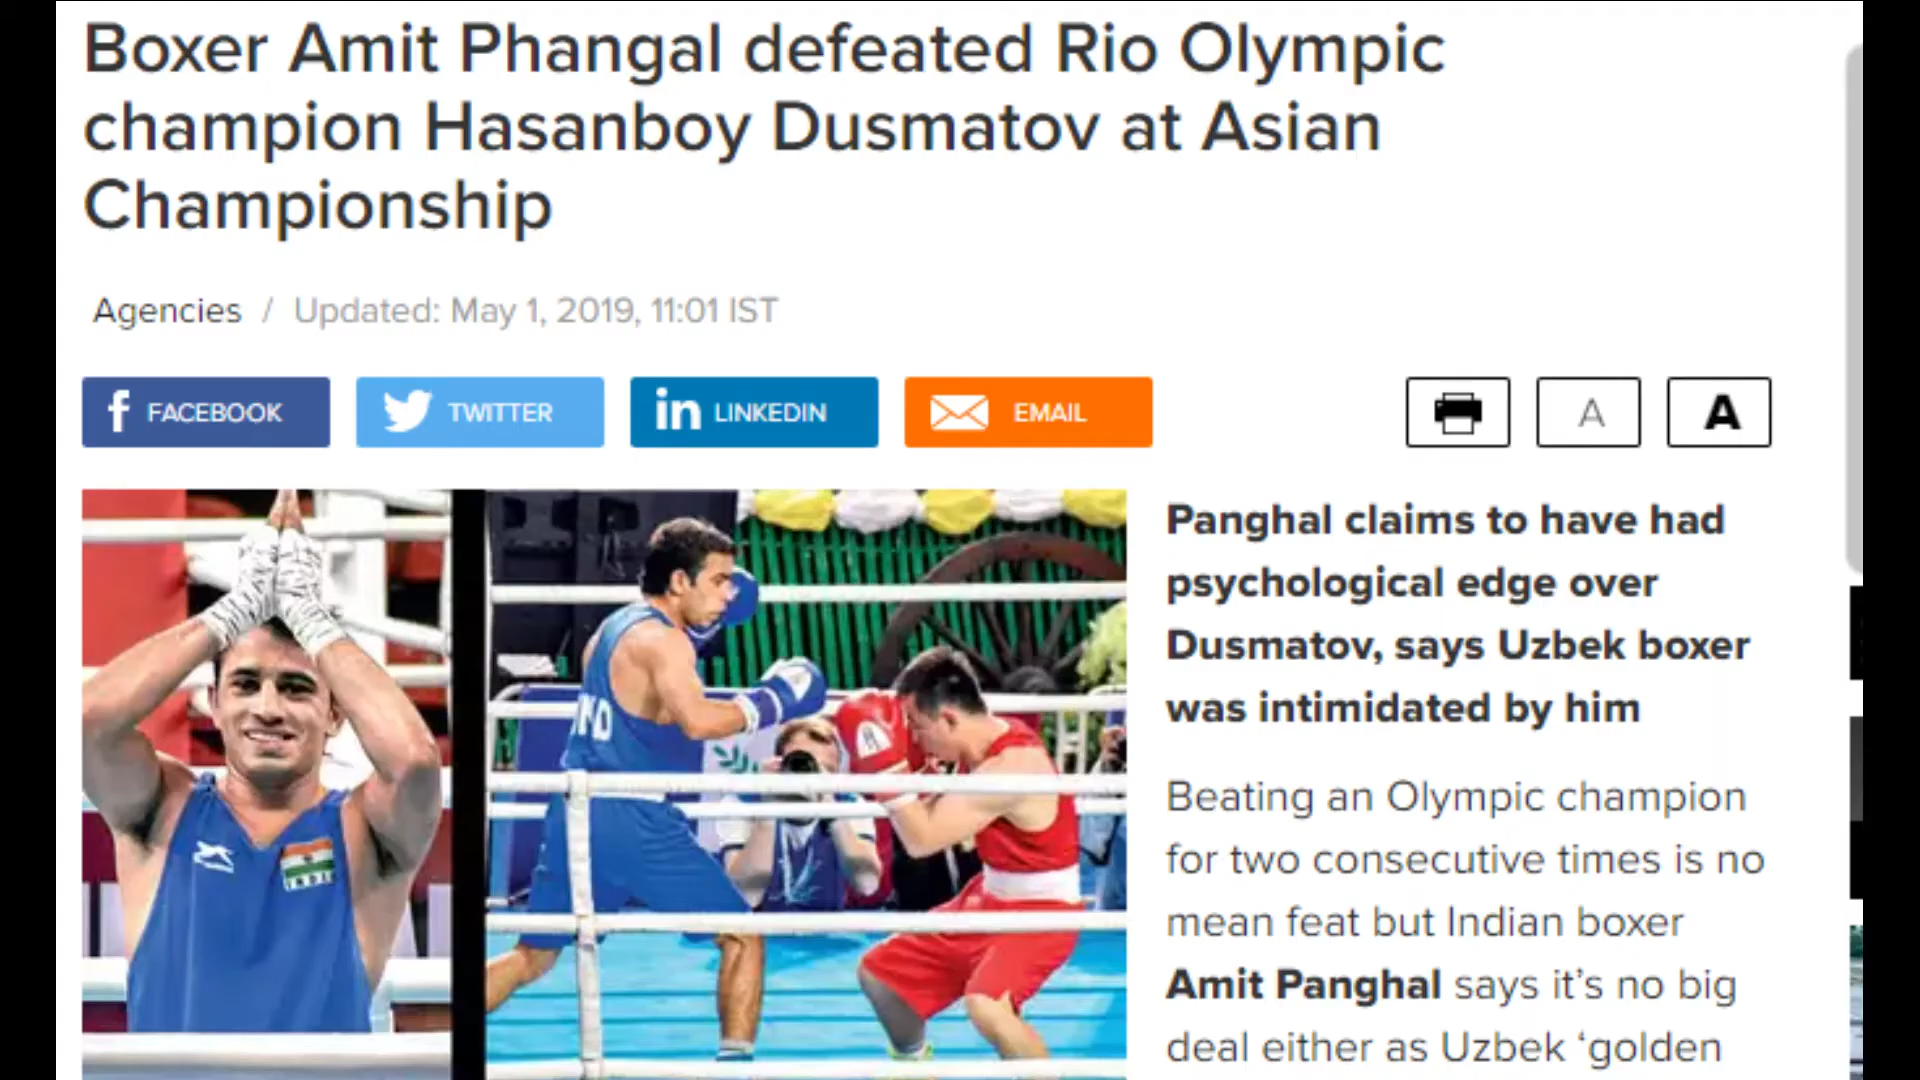 Boxer Amit Phangal defeated Rio Olympic
champion Hasanboy Dusmatov at Asian
Championship
Agencies / Updated: May 1, 2019, 11:01 IST
f FACEBOOK
TWITTER
in LINKEDIN
EMAIL
A
A
Panghal claims to have had
psychological edge over
Dusmatov, says Uzbek boxer
was intimidated by him
Beating an Olympic champion
for two consecutive times is no
mean feat but Indian boxer
Amit Panghal says it's no big
deal either as Uzbek ‘golden
INDI
IND